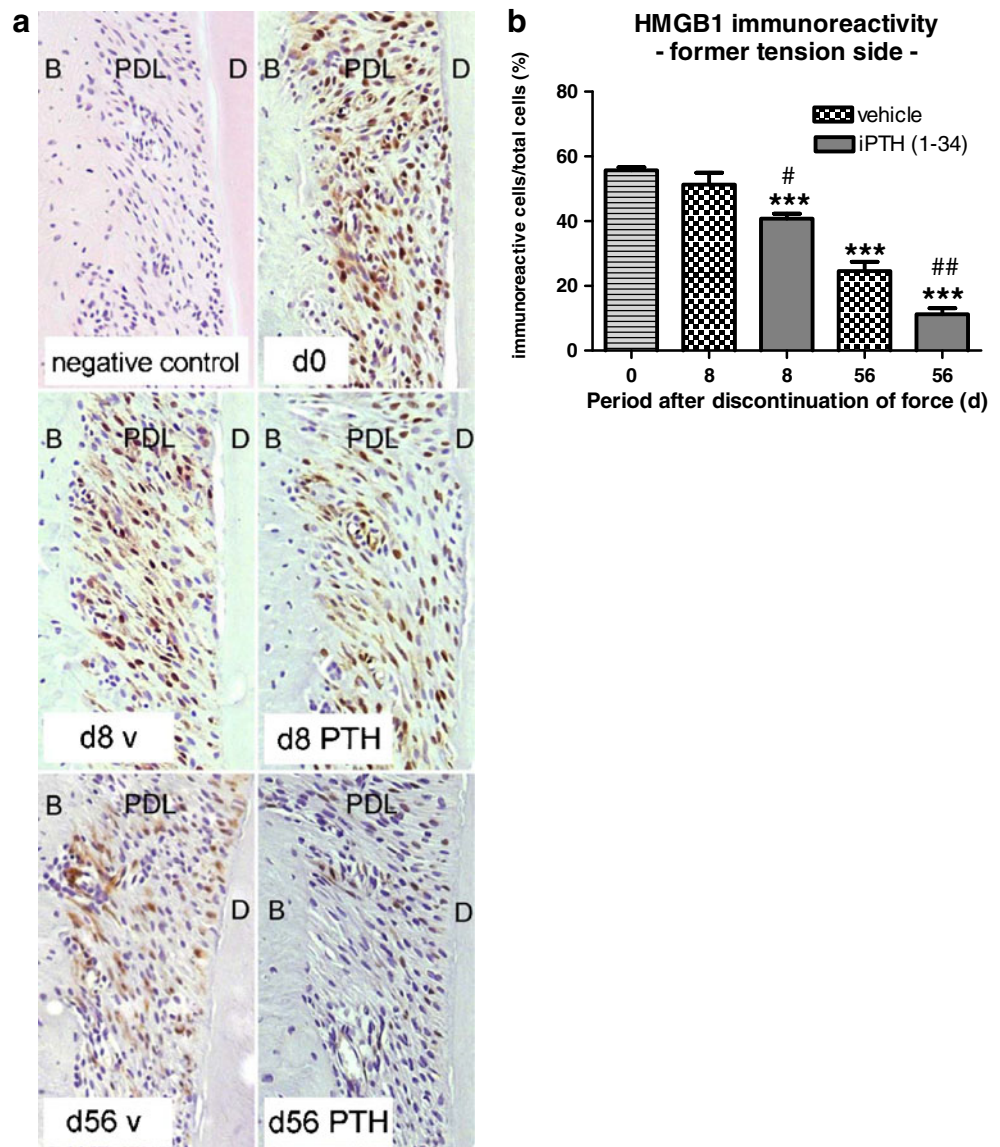 a
B PDL D
negative control
B PDL D
d0
B PDL D
d8 v
B PDL D
d8 PTH
B PDL
D
d56 v
PDL
B D
d56 PTH
b
HMGB1 immunoreactivity
- former tension side -
immunoreactive cells/total cells (%)
80
60
40
20
0
vehicle
iPTH (1-34)
#
***
***
##
***
0 8 8 56 56
Period after discontinuation of force (d)